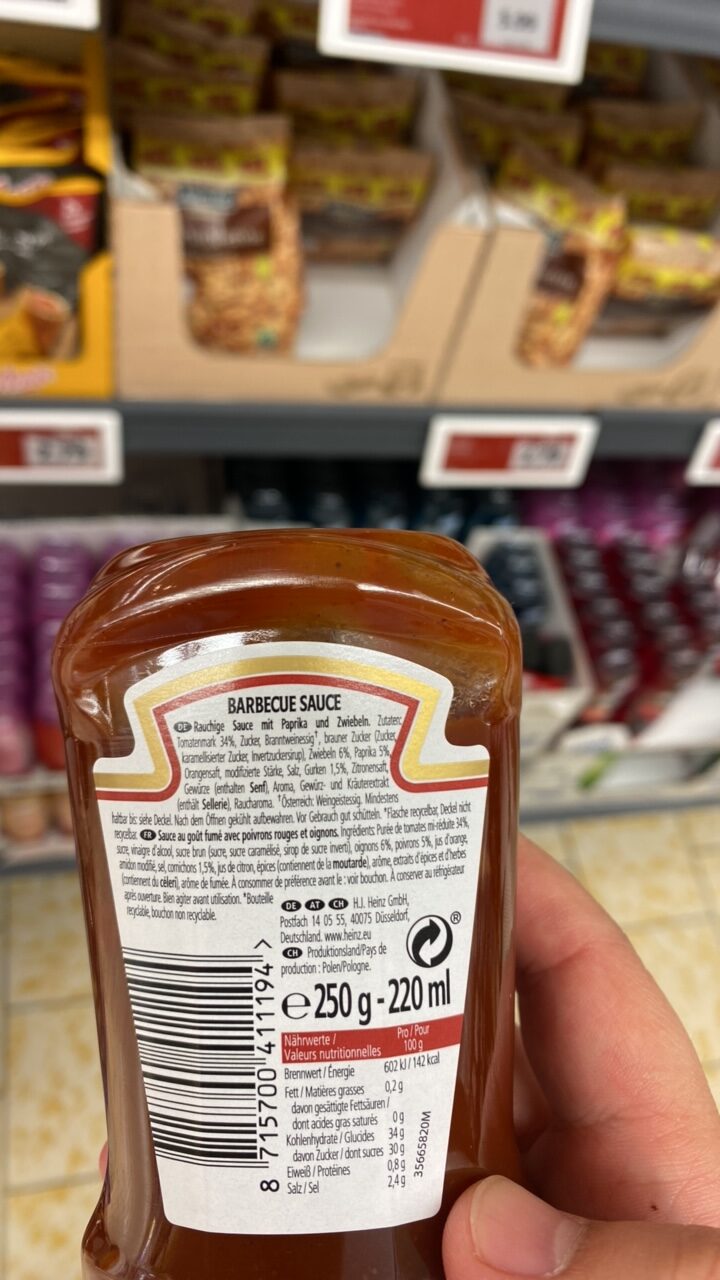 BARBECUE SAUCE
DE Rauchige Sauce mit Paprika und Zwiebeln. Zutaten:
Tomatenmark 34%, Zucker, Branntweinessig†, brauner Zucker (Zucker,
karamellisierter Zucker, Invertzuckersirup), Zwiebeln 6%, Paprika 5%,
Orangensaft, modifizierte Stärke, Salz, Gurken 1,5%, Zitronensaft,
Gewürze (enthalten Senf), Aroma, Gewürz- und Kräuterextrakt
(enthält Sellerie), Raucharoma. †Österreich: Weingeistessig. Mindestens
haltbar bis: siehe Deckel. Nach dem Öffnen gekühlt aufbewahren. Vor Gebrauch gut schütteln. *Flasche recycelbar, Deckel nicht
recycelbar. FR Sauce au goût fumé avec poivrons rouges et oignons. Ingrédients: Purée de tomates mi-réduite 34%,
sucre, vinaigre d'alcool, sucre brun (sucre, sucre caramélisé, sirop de sucre inverti), oignons 6%, poivrons 5%, jus d'orange,
amidon modifié, sel, cornichons 1,5%, jus de citron, épices (contiennent de la moutarde), arôme, extraits d'épices et d'herbes
(contiennent du céleri), arôme de fumée. À consommer de préférence avant le : voir bouchon. À conserver au réfrigérateur
après ouverture. Bien agiter avant utilisation. *Bouteille
recyclable, bouchon non recyclable.
DE AT CH H.J. Heinz GmbH,
Postfach 14 05 55, 40075 Düsseldorf,
Deutschland. www.heinz.eu
CH Produktionsland/Pays de
production : Polen/Pologne.
®
e 250 g - 220 ml
Nährwerte / Valeurs nutritionnelles Pro / Pour 100 g
Brennwert / Énergie 602 kJ / 142 kcal
Fett / Matières grasses 0,2 g
davon gesättigte Fettsäuren /
dont acides gras saturés 0 g
Kohlenhydrate / Glucides 34 g
davon Zucker / dont sucres 30 g
Eiweiß / Protéines 0,8 g
Salz / Sel 2,4 g
8 715700 411194 >
35665820M